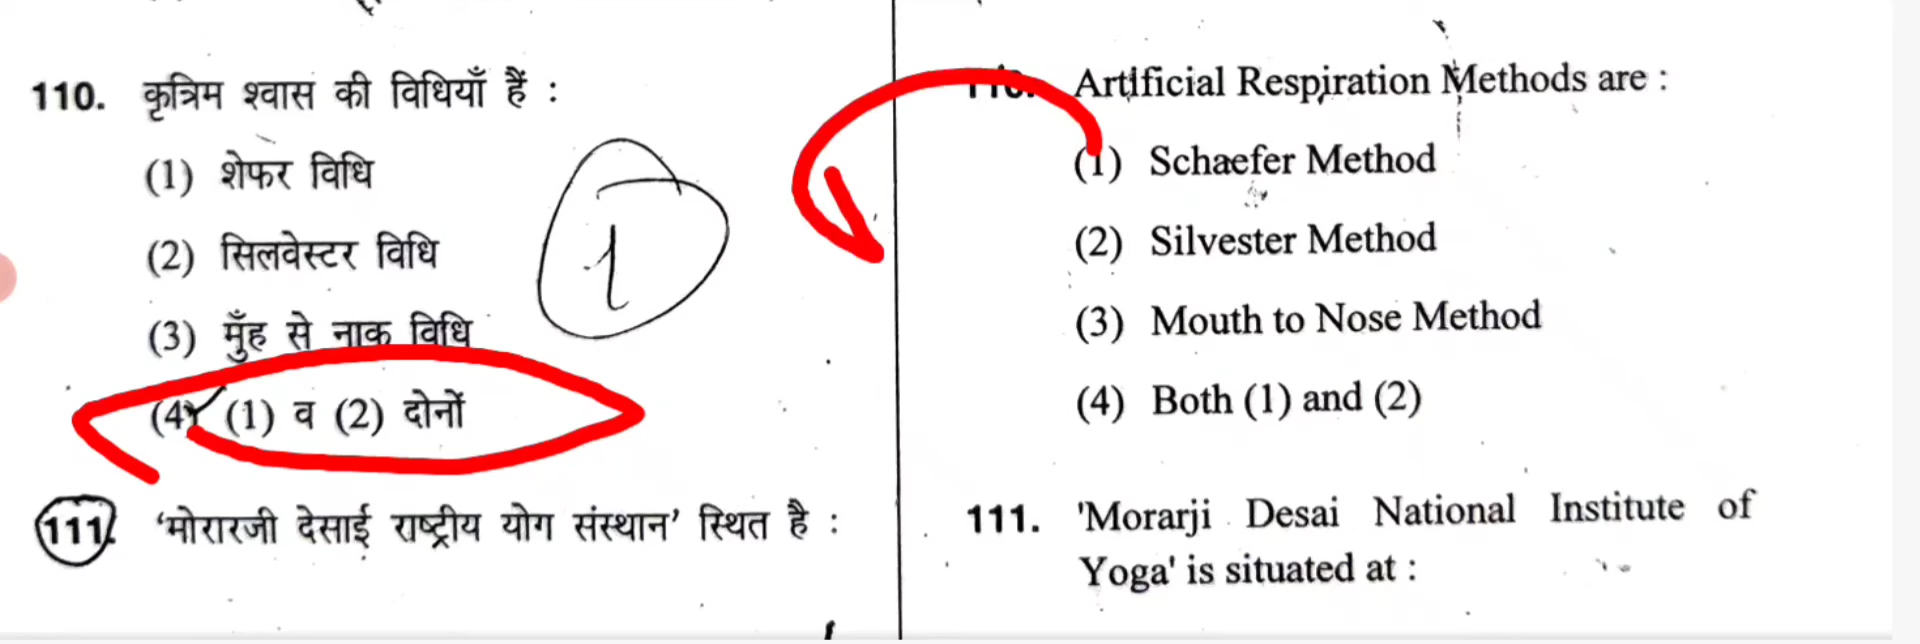 110. कृत्रिम श्वास की विधियाँ हैं :
(1) शेफर विधि
(2) सिलवेस्टर विधि
(3) मुँह से नाक विधि
(4) (1) व (2) दोनों
1
111. 'मोरारजी देसाई राष्ट्रीय योग संस्थान' स्थित है :
110. Artificial Respiration Methods are :
(1) Schaefer Method
(2) Silvester Method
(3) Mouth to Nose Method
(4) Both (1) and (2)
111. 'Morarji Desai National Institute of
Yoga' is situated at :